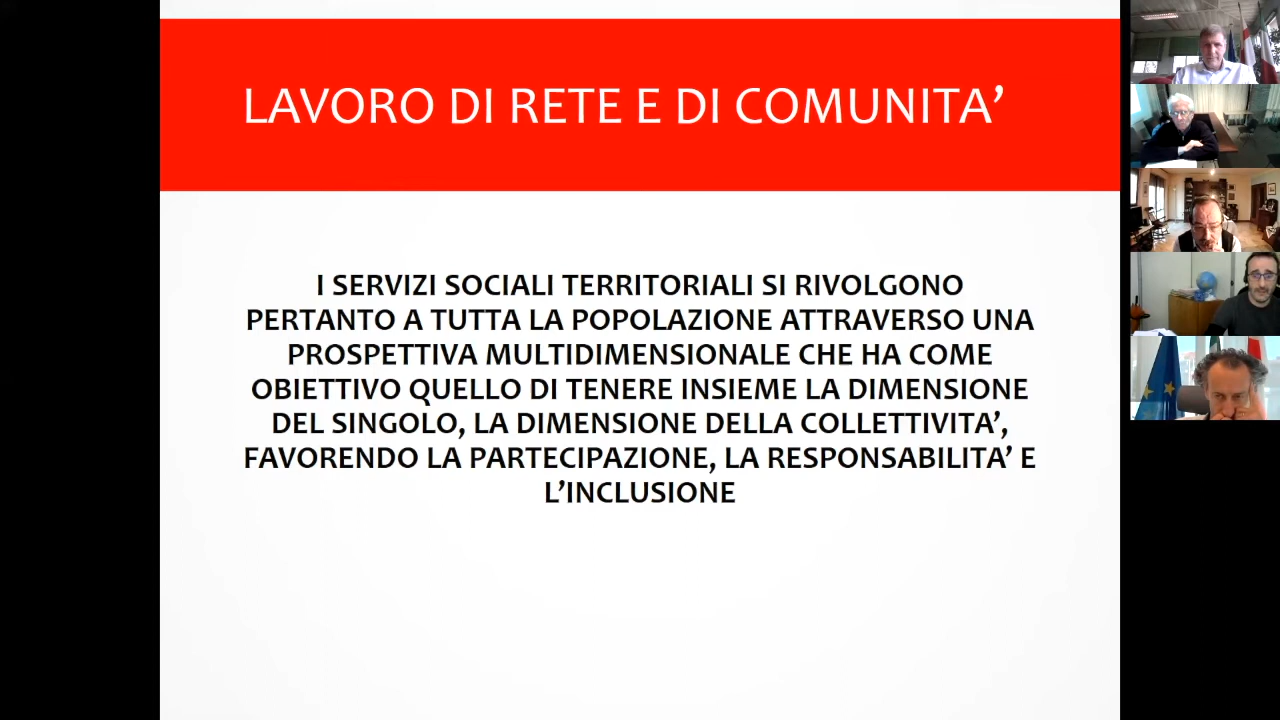 LAVORO DI RETE E DI COMUNITA’
I SERVIZI SOCIALI TERRITORIALI SI RIVOLGONO
PERTANTO A TUTTA LA POPOLAZIONE ATTRAVERSO UNA
PROSPETTIVA MULTIDIMENSIONALE CHE HA COME
OBIETTIVO QUELLO DI TENERE INSIEME LA DIMENSIONE
DEL SINGOLO, LA DIMENSIONE DELLA COLLETTIVITA’,
FAVORENDO LA PARTECIPAZIONE, LA RESPONSABILITA’ E
L’INCLUSIONE